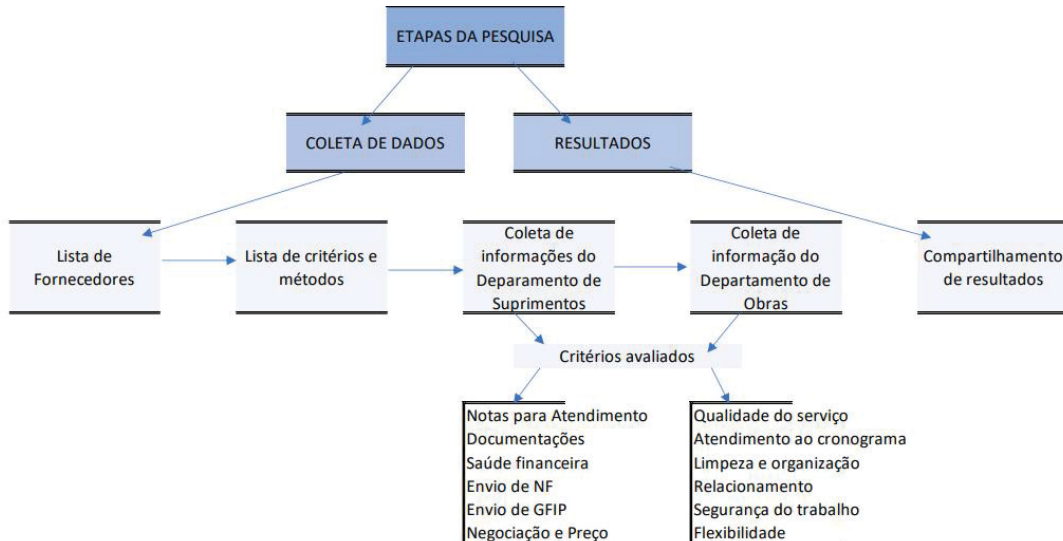 ETAPAS DA PESQUISA
COLETA DE DADOS
RESULTADOS
Lista de
Fornecedores
Lista de critérios e
métodos
Coleta de
informações do
Deparamento de
Suprimentos
Coleta de
informação do
Departamento de
Obras
Compartilhamento
de resultados
Critérios avaliados
Notas para Atendimento
Documentações
Saúde financeira
Envio de NF
Envio de GFIP
Negociação e Preço
Qualidade do serviço
Atendimento ao cronograma
Limpeza e organização
Relacionamento
Segurança do trabalho
Flexibilidade